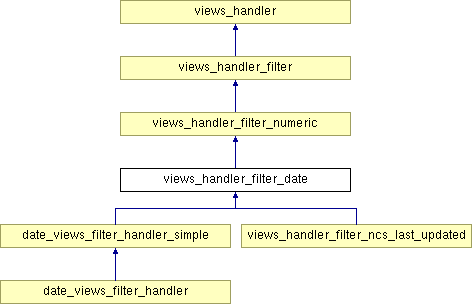 views_handler
views_handler_filter
views_handler_filter_numeric
views_handler_filter_date
date_views_filter_handler_simple
views_handler_filter_ncs_last_updated
date_views_filter_handler